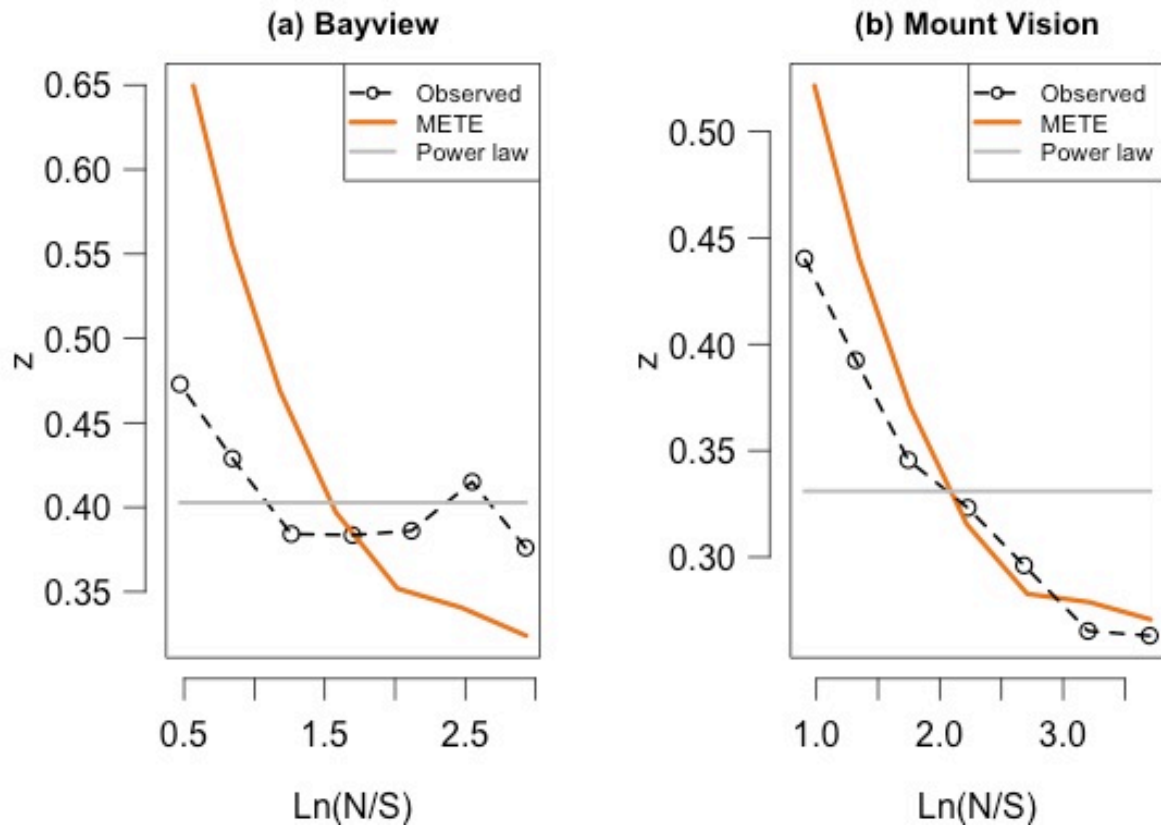 (a) Bayview
Observed
METE
Power law
z
0.65
0.60
0.55
0.50
0.45
0.40
0.35
0.5 1.5 2.5
Ln(N/S)
(b) Mount Vision
Observed
METE
Power law
z
0.50
0.45
0.40
0.35
0.30
1.0 2.0 3.0
Ln(N/S)